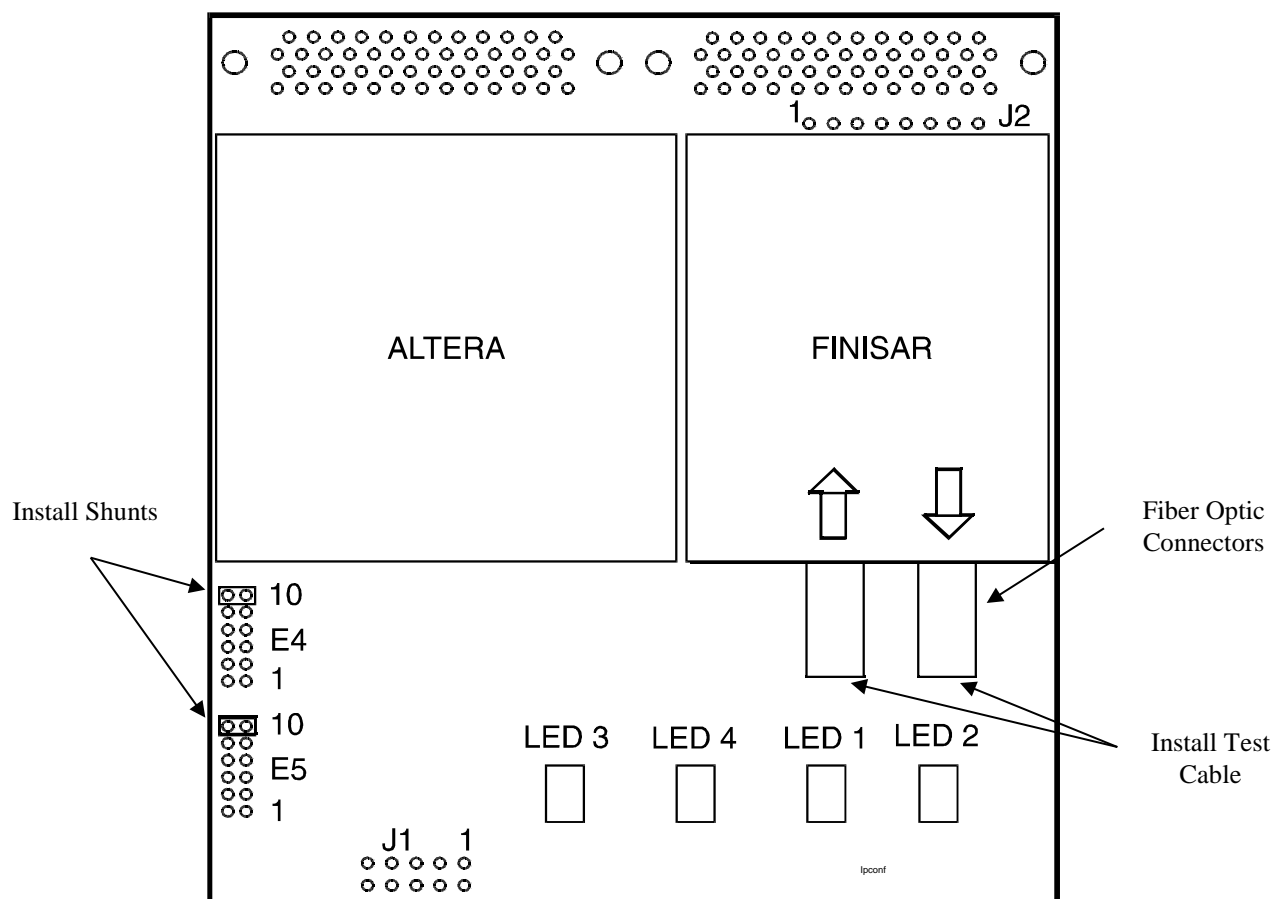 1
J2
ALTERA
FINISAR
Install Shunts
Fiber Optic
Connectors
10
E4
1
10
E5
1
LED 3
LED 4
LED 1
LED 2
Install Test
Cable
J1
1
lpconf